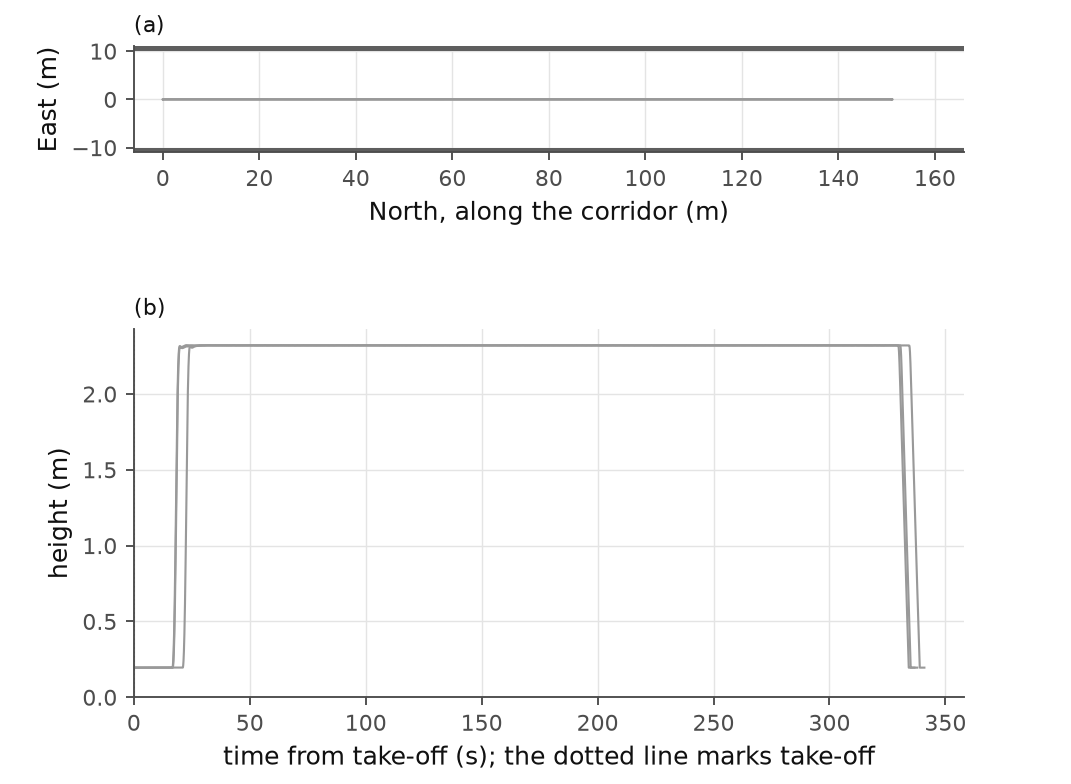 (a)
East (m)
10
0
−10
0 20 40 60 80 100 120 140 160
North, along the corridor (m)
(b)
height (m)
2.0
1.5
1.0
0.5
0.0
0 50 100 150 200 250 300 350
time from take-off (s); the dotted line marks take-off